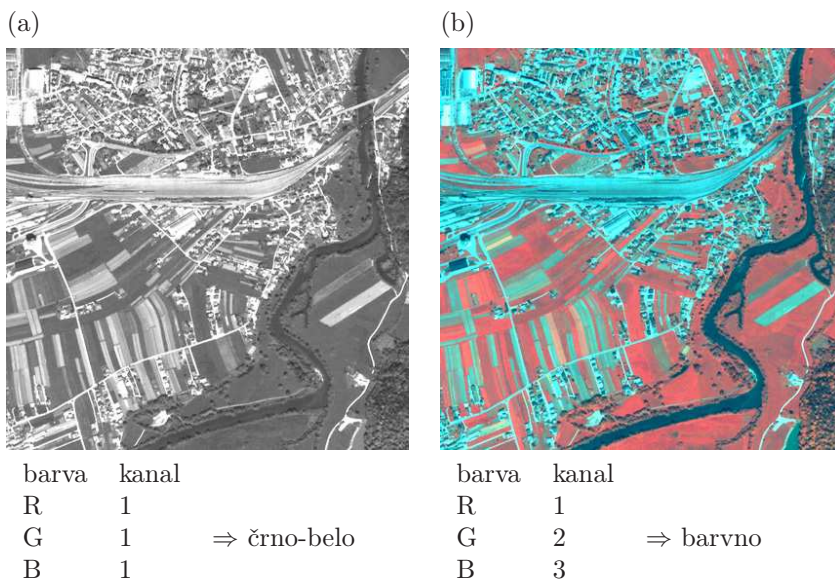 (a) (b)
barva kanal barva kanal
R 1 R 1
G 1 ⇒ črno-belo G 2 ⇒ barvno
B 1 B 3